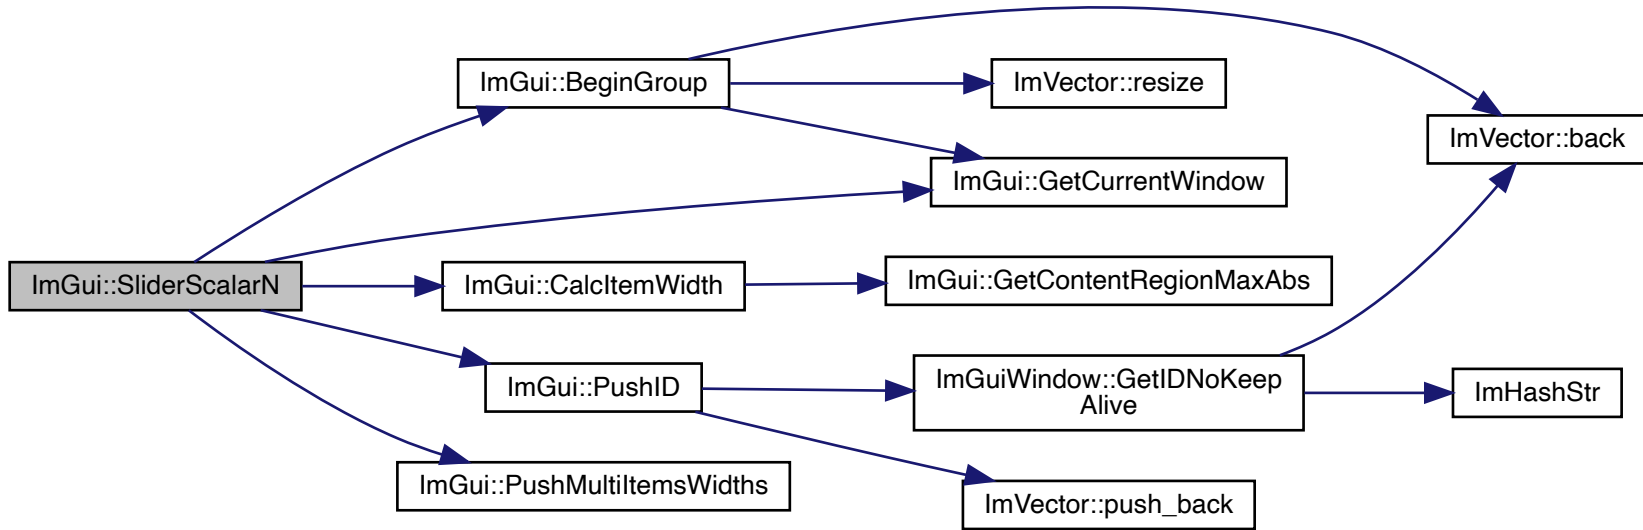 ImGui::SliderScalarN
ImGui::BeginGroup
ImGui::CalcItemWidth
ImGui::PushID
ImGui::PushMultiItemsWidths
ImVector::resize
ImGui::GetCurrentWindow
ImGui::GetContentRegionMaxAbs
ImGuiWindow::GetIDNoKeep
Alive
ImVector::push_back
ImVector::back
ImHashStr